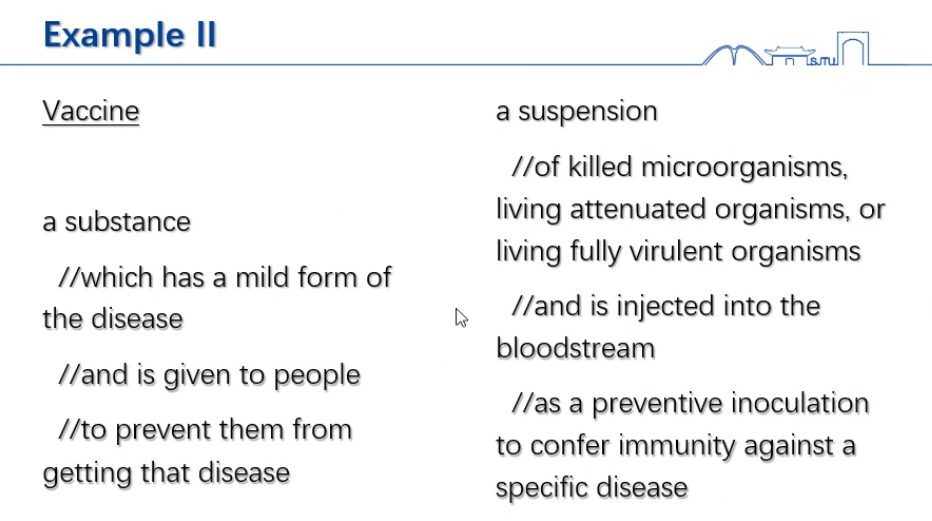 Example II
Vaccine
a substance
//which has a mild form of
the disease
//and is given to people
//to prevent them from
getting that disease
a suspension
//of killed microorganisms,
living attenuated organisms, or
living fully virulent organisms
//and is injected into the
bloodstream
//as a preventive inoculation
to confer immunity against a
specific disease